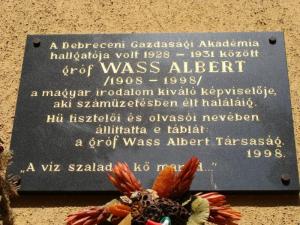 A Debreceni Gazdasági Akadémia
hallgatója volt 1928 - 1931 között
gróf WASS ALBERT
/1908-1998/
a magyar irodalom kiváló képviselője,
aki száműzetésben élt haláláig.
Hű tisztelői és olvasói nevében
állíttatta e táblát:
a gróf Wass Albert Társaság
1998.
„A víz szalad, a kő marad..."